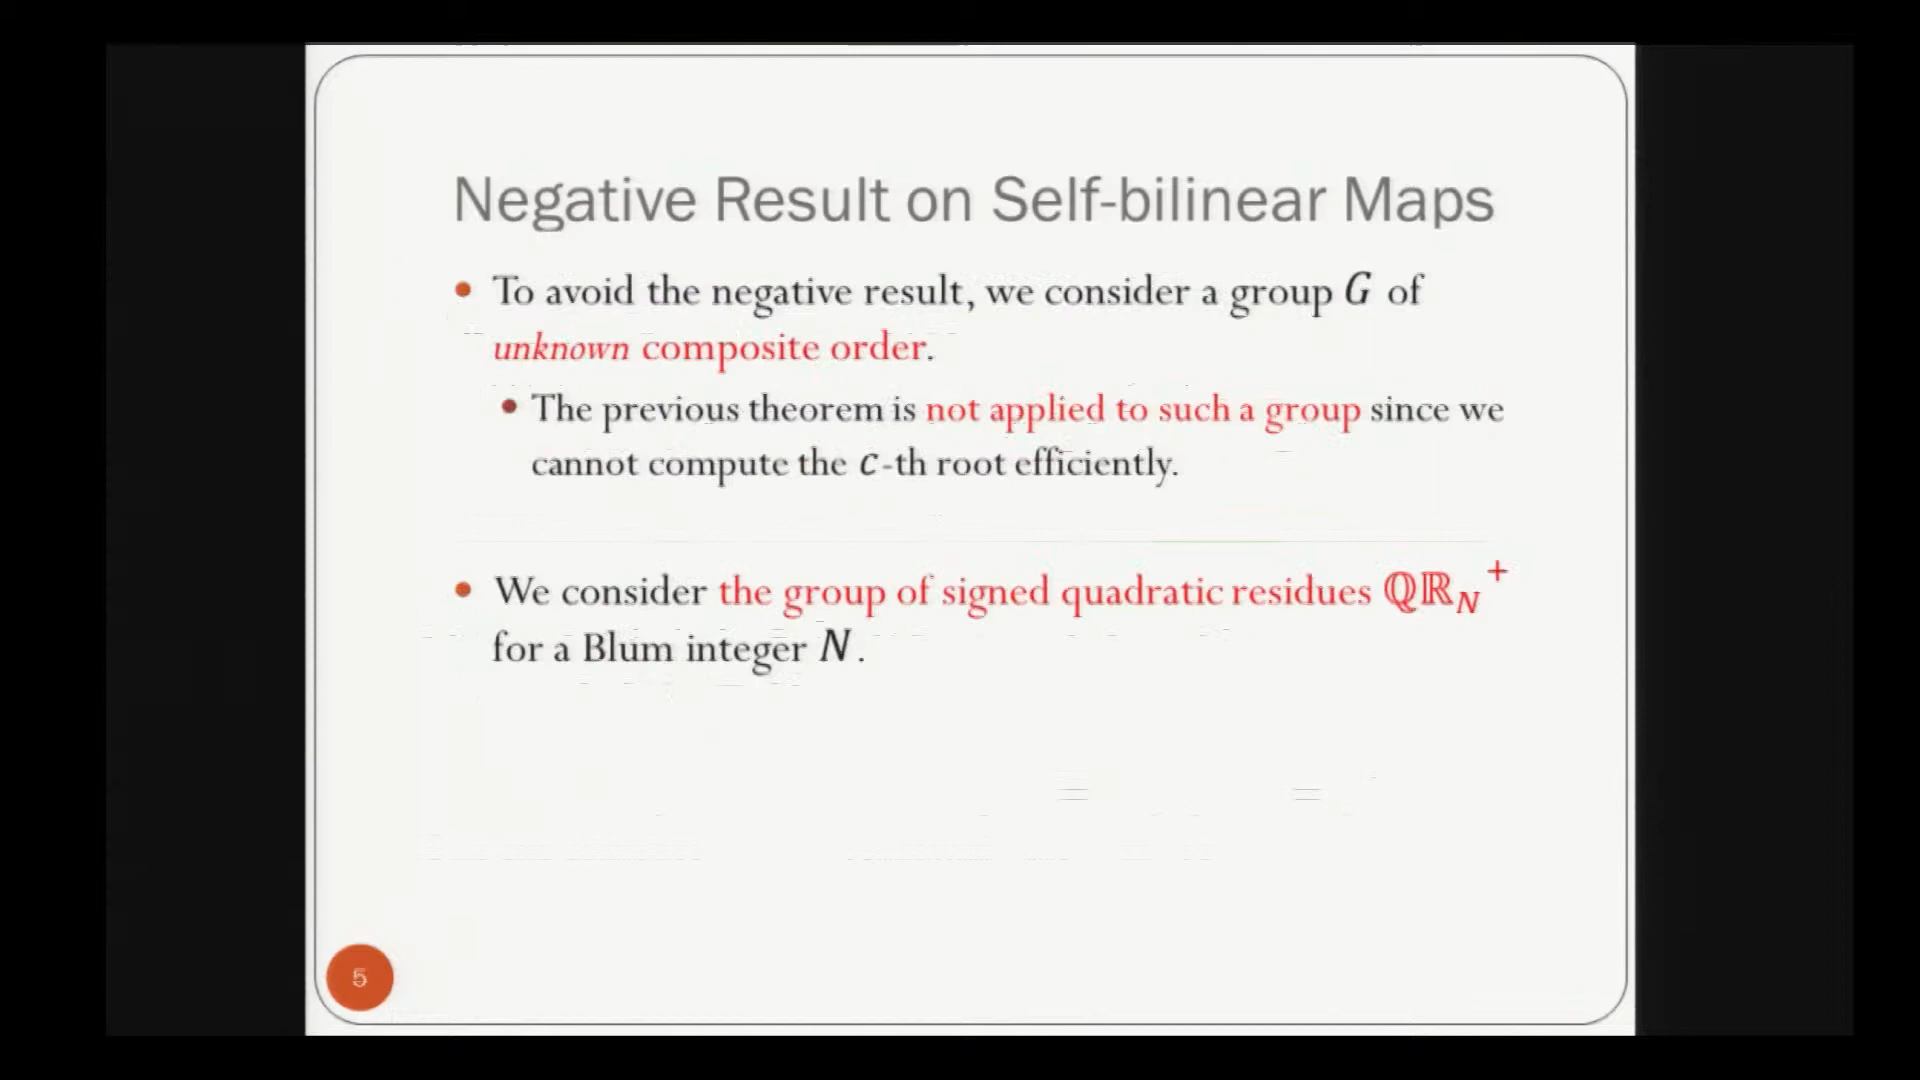 Negative Result on Self-bilinear Maps
• To avoid the negative result, we consider a group G of
unknown composite order.
• The previous theorem is not applied to such a group since we
cannot compute the c-th root efficiently.
• We consider the group of signed quadratic residues ℚℝ_N⁺
for a Blum integer N.
5